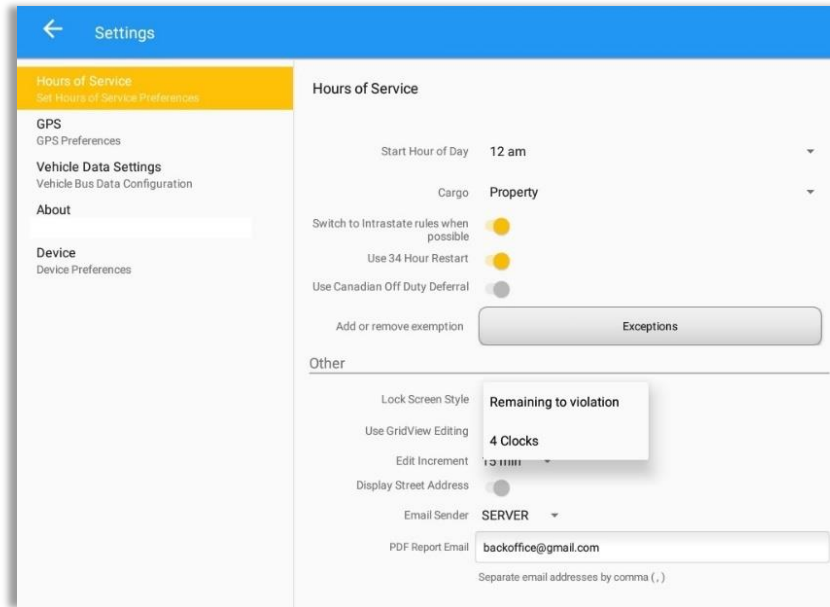 Settings
Hours of Service
Set Hours of Service Preferences
GPS
GPS Preferences
Vehicle Data Settings
Vehicle Bus Data Configuration
About
Device
Device Preferences
Hours of Service
Start Hour of Day 12 am
Cargo Property
Switch to Intrastate rules when
possible
Use 34 Hour Restart
Use Canadian Off Duty Deferral
Add or remove exemption Exceptions
Other
Lock Screen Style Remaining to violation
Use GridView Editing
4 Clocks
Edit Increment 15 min
Display Street Address
Email Sender SERVER
PDF Report Email backoffice@gmail.com
Separate email addresses by comma ( , )